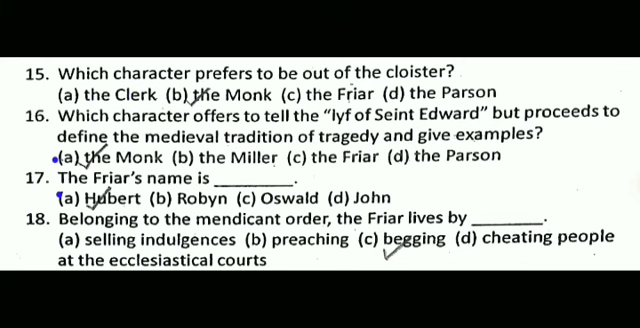 15. Which character prefers to be out of the cloister?
(a) the Clerk (b) the Monk (c) the Friar (d) the Parson
16. Which character offers to tell the "lyf of Seint Edward" but proceeds to
define the medieval tradition of tragedy and give examples?
(a) the Monk (b) the Miller (c) the Friar (d) the Parson
17. The Friar's name is ________.
(a) Hubert (b) Robyn (c) Oswald (d) John
18. Belonging to the mendicant order, the Friar lives by ________.
(a) selling indulgences (b) preaching (c) begging (d) cheating people
at the ecclesiastical courts